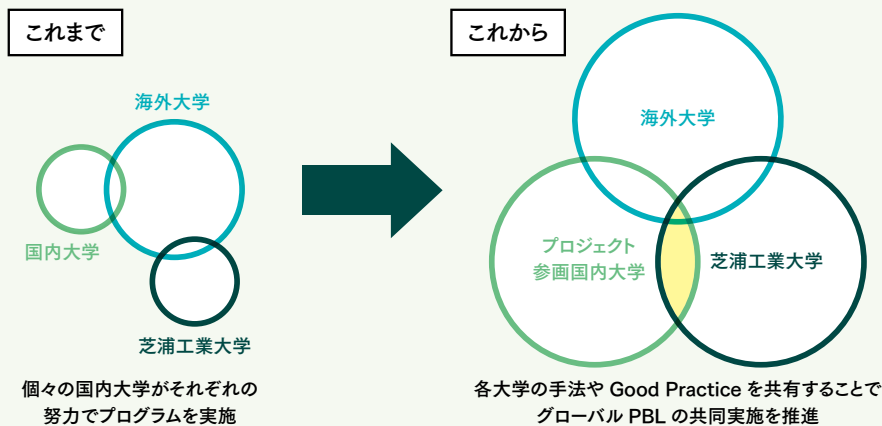 これまで
海外大学
国内大学
芝浦工業大学
個々の国内大学がそれぞれの
努力でプログラムを実施
これから
海外大学
プロジェクト
参画国内大学
芝浦工業大学
各大学の手法や Good Practice を共有することで
グローバル PBL の共同実施を推進